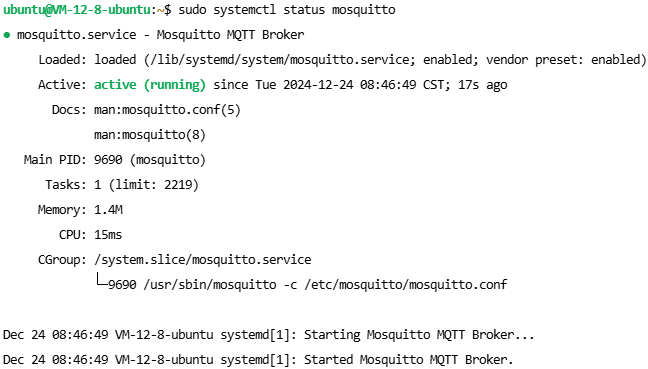 ubuntu@VM-12-8-ubuntu:~$ sudo systemctl status mosquitto
● mosquitto.service - Mosquitto MQTT Broker
Loaded: loaded (/lib/systemd/system/mosquitto.service; enabled; vendor preset: enabled)
Active: active (running) since Tue 2024-12-24 08:46:49 CST; 17s ago
Docs: man:mosquitto.conf(5)
man:mosquitto(8)
Main PID: 9690 (mosquitto)
Tasks: 1 (limit: 2219)
Memory: 1.4M
CPU: 15ms
CGroup: /system.slice/mosquitto.service
└─9690 /usr/sbin/mosquitto -c /etc/mosquitto/mosquitto.conf
Dec 24 08:46:49 VM-12-8-ubuntu systemd[1]: Starting Mosquitto MQTT Broker...
Dec 24 08:46:49 VM-12-8-ubuntu systemd[1]: Started Mosquitto MQTT Broker.